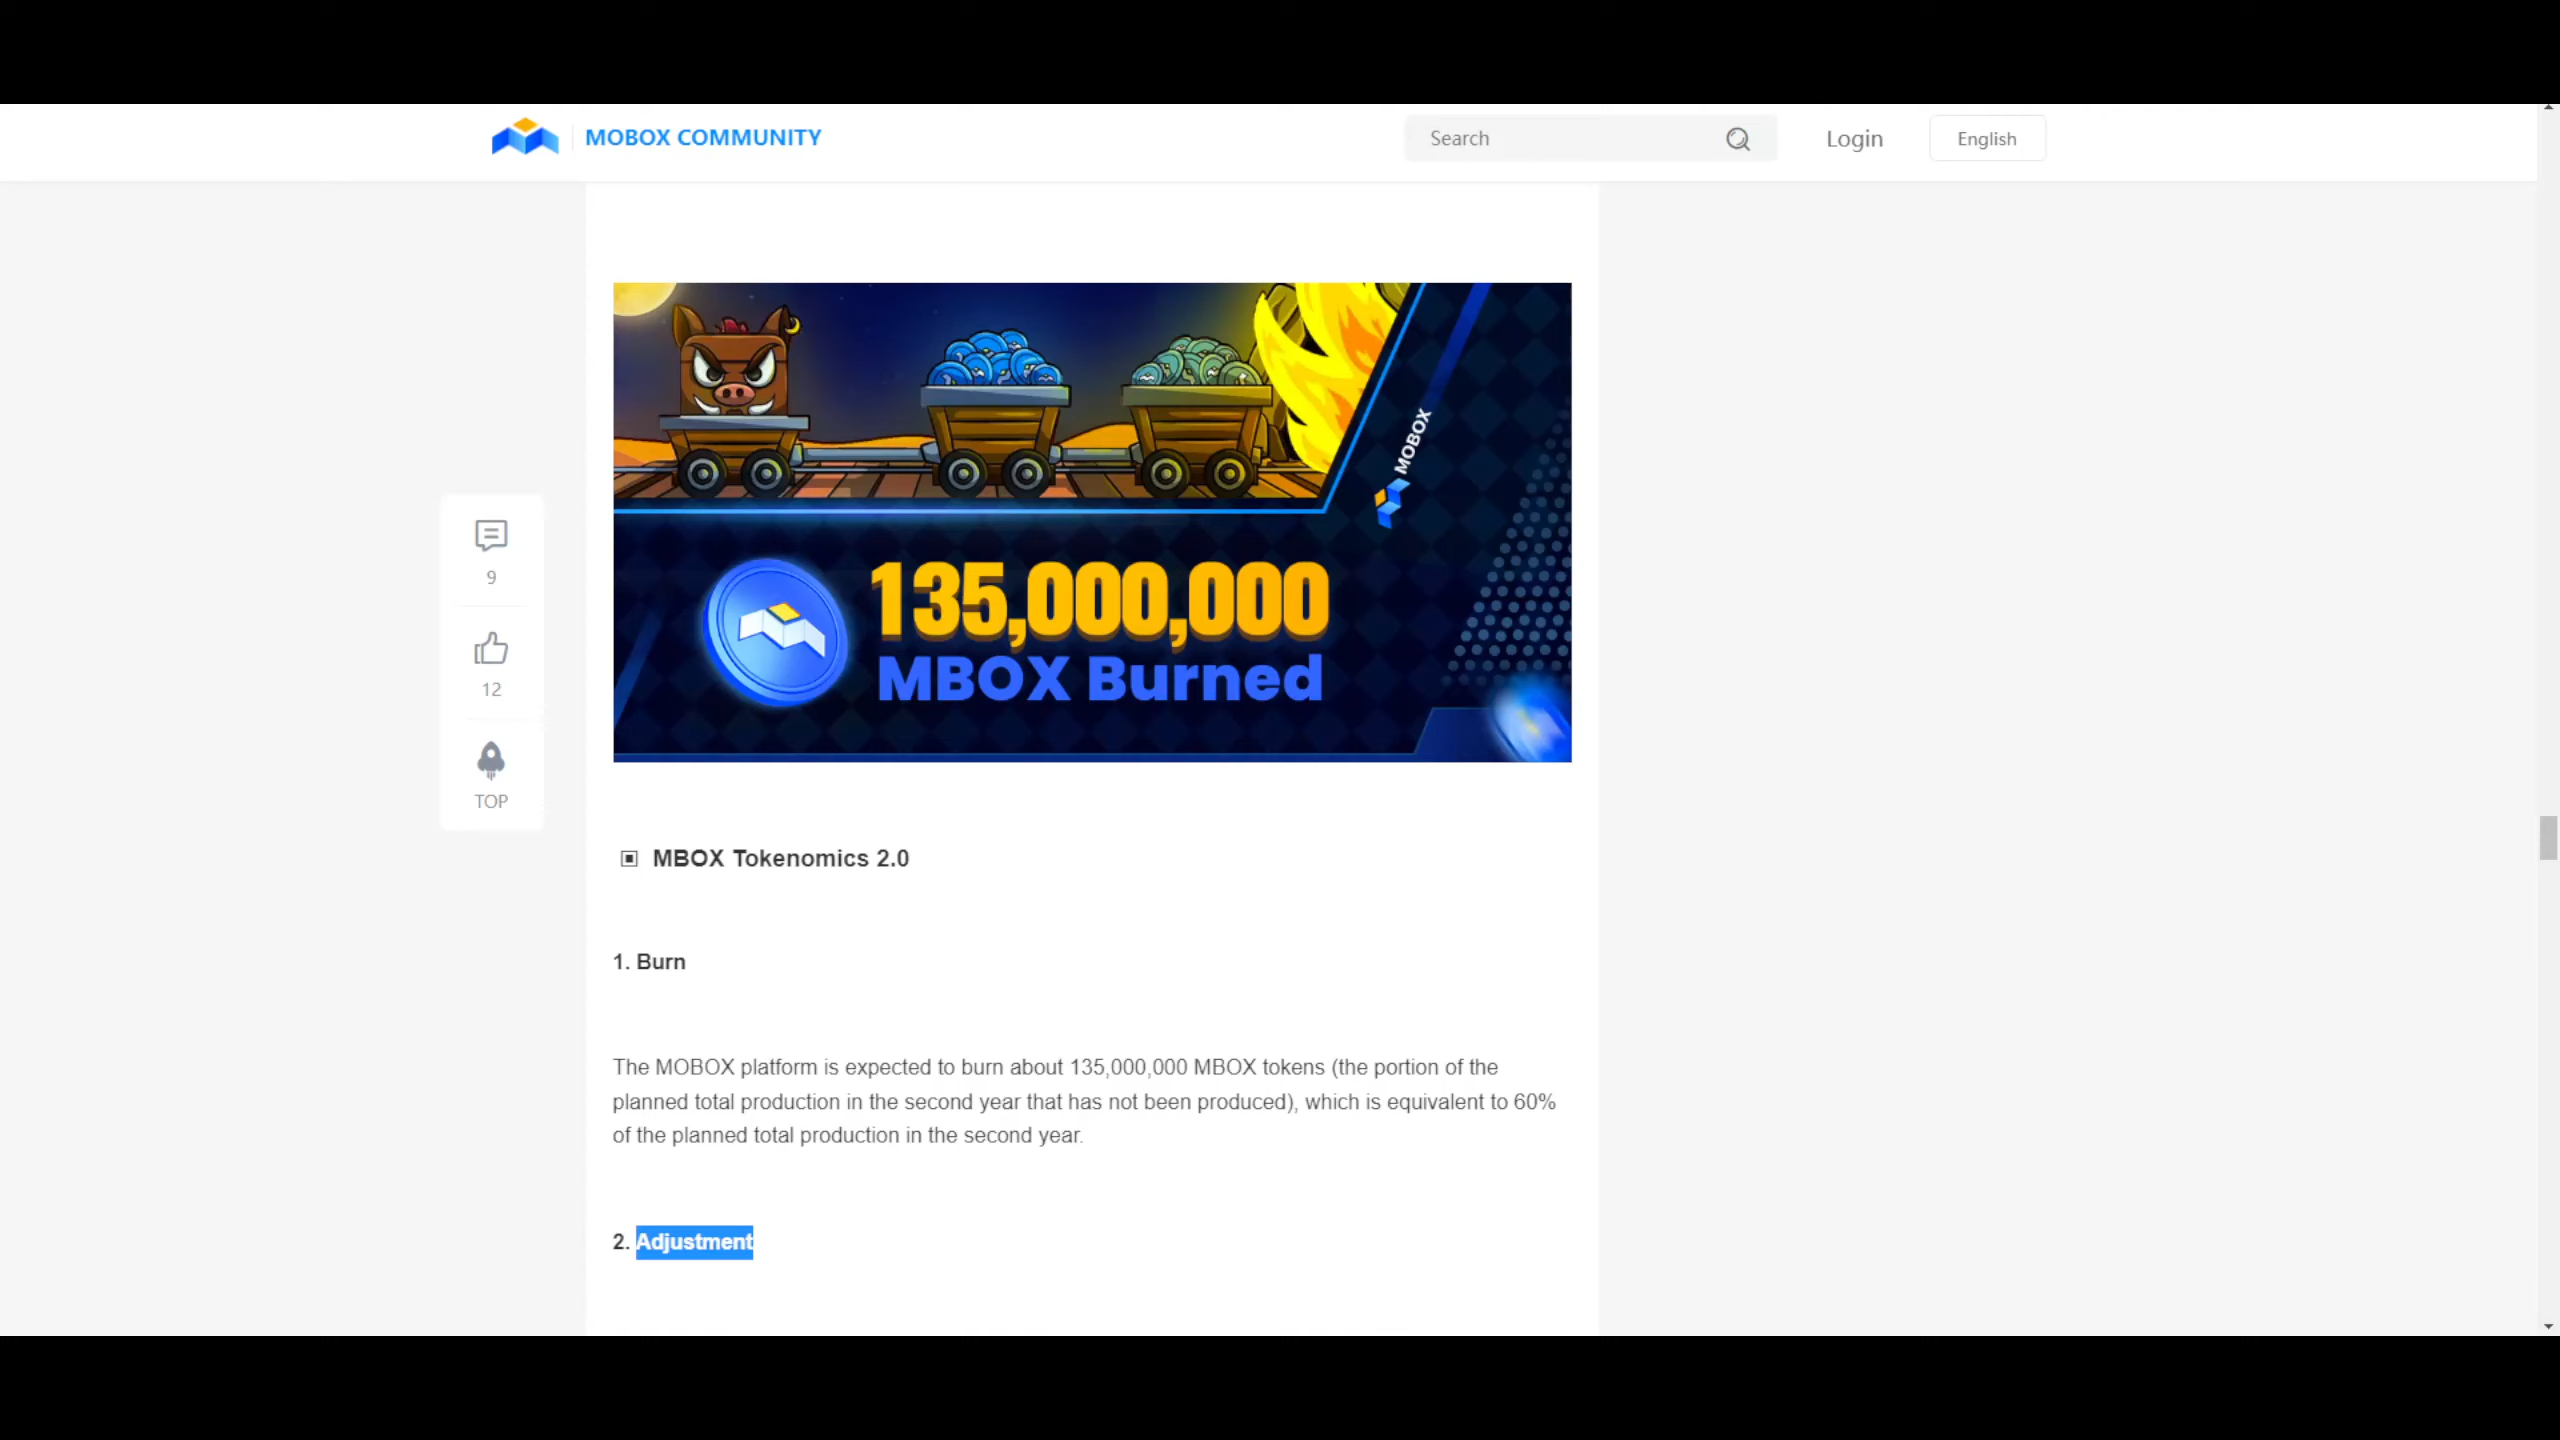 MOBOX COMMUNITY
Search
Login
English
MOBOX
135,000,000
MBOX Burned
9
12
TOP
MBOX Tokenomics 2.0
1. Burn
The MOBOX platform is expected to burn about 135,000,000 MBOX tokens (the portion of the
planned total production in the second year that has not been produced), which is equivalent to 60%
of the planned total production in the second year.
2. Adjustment